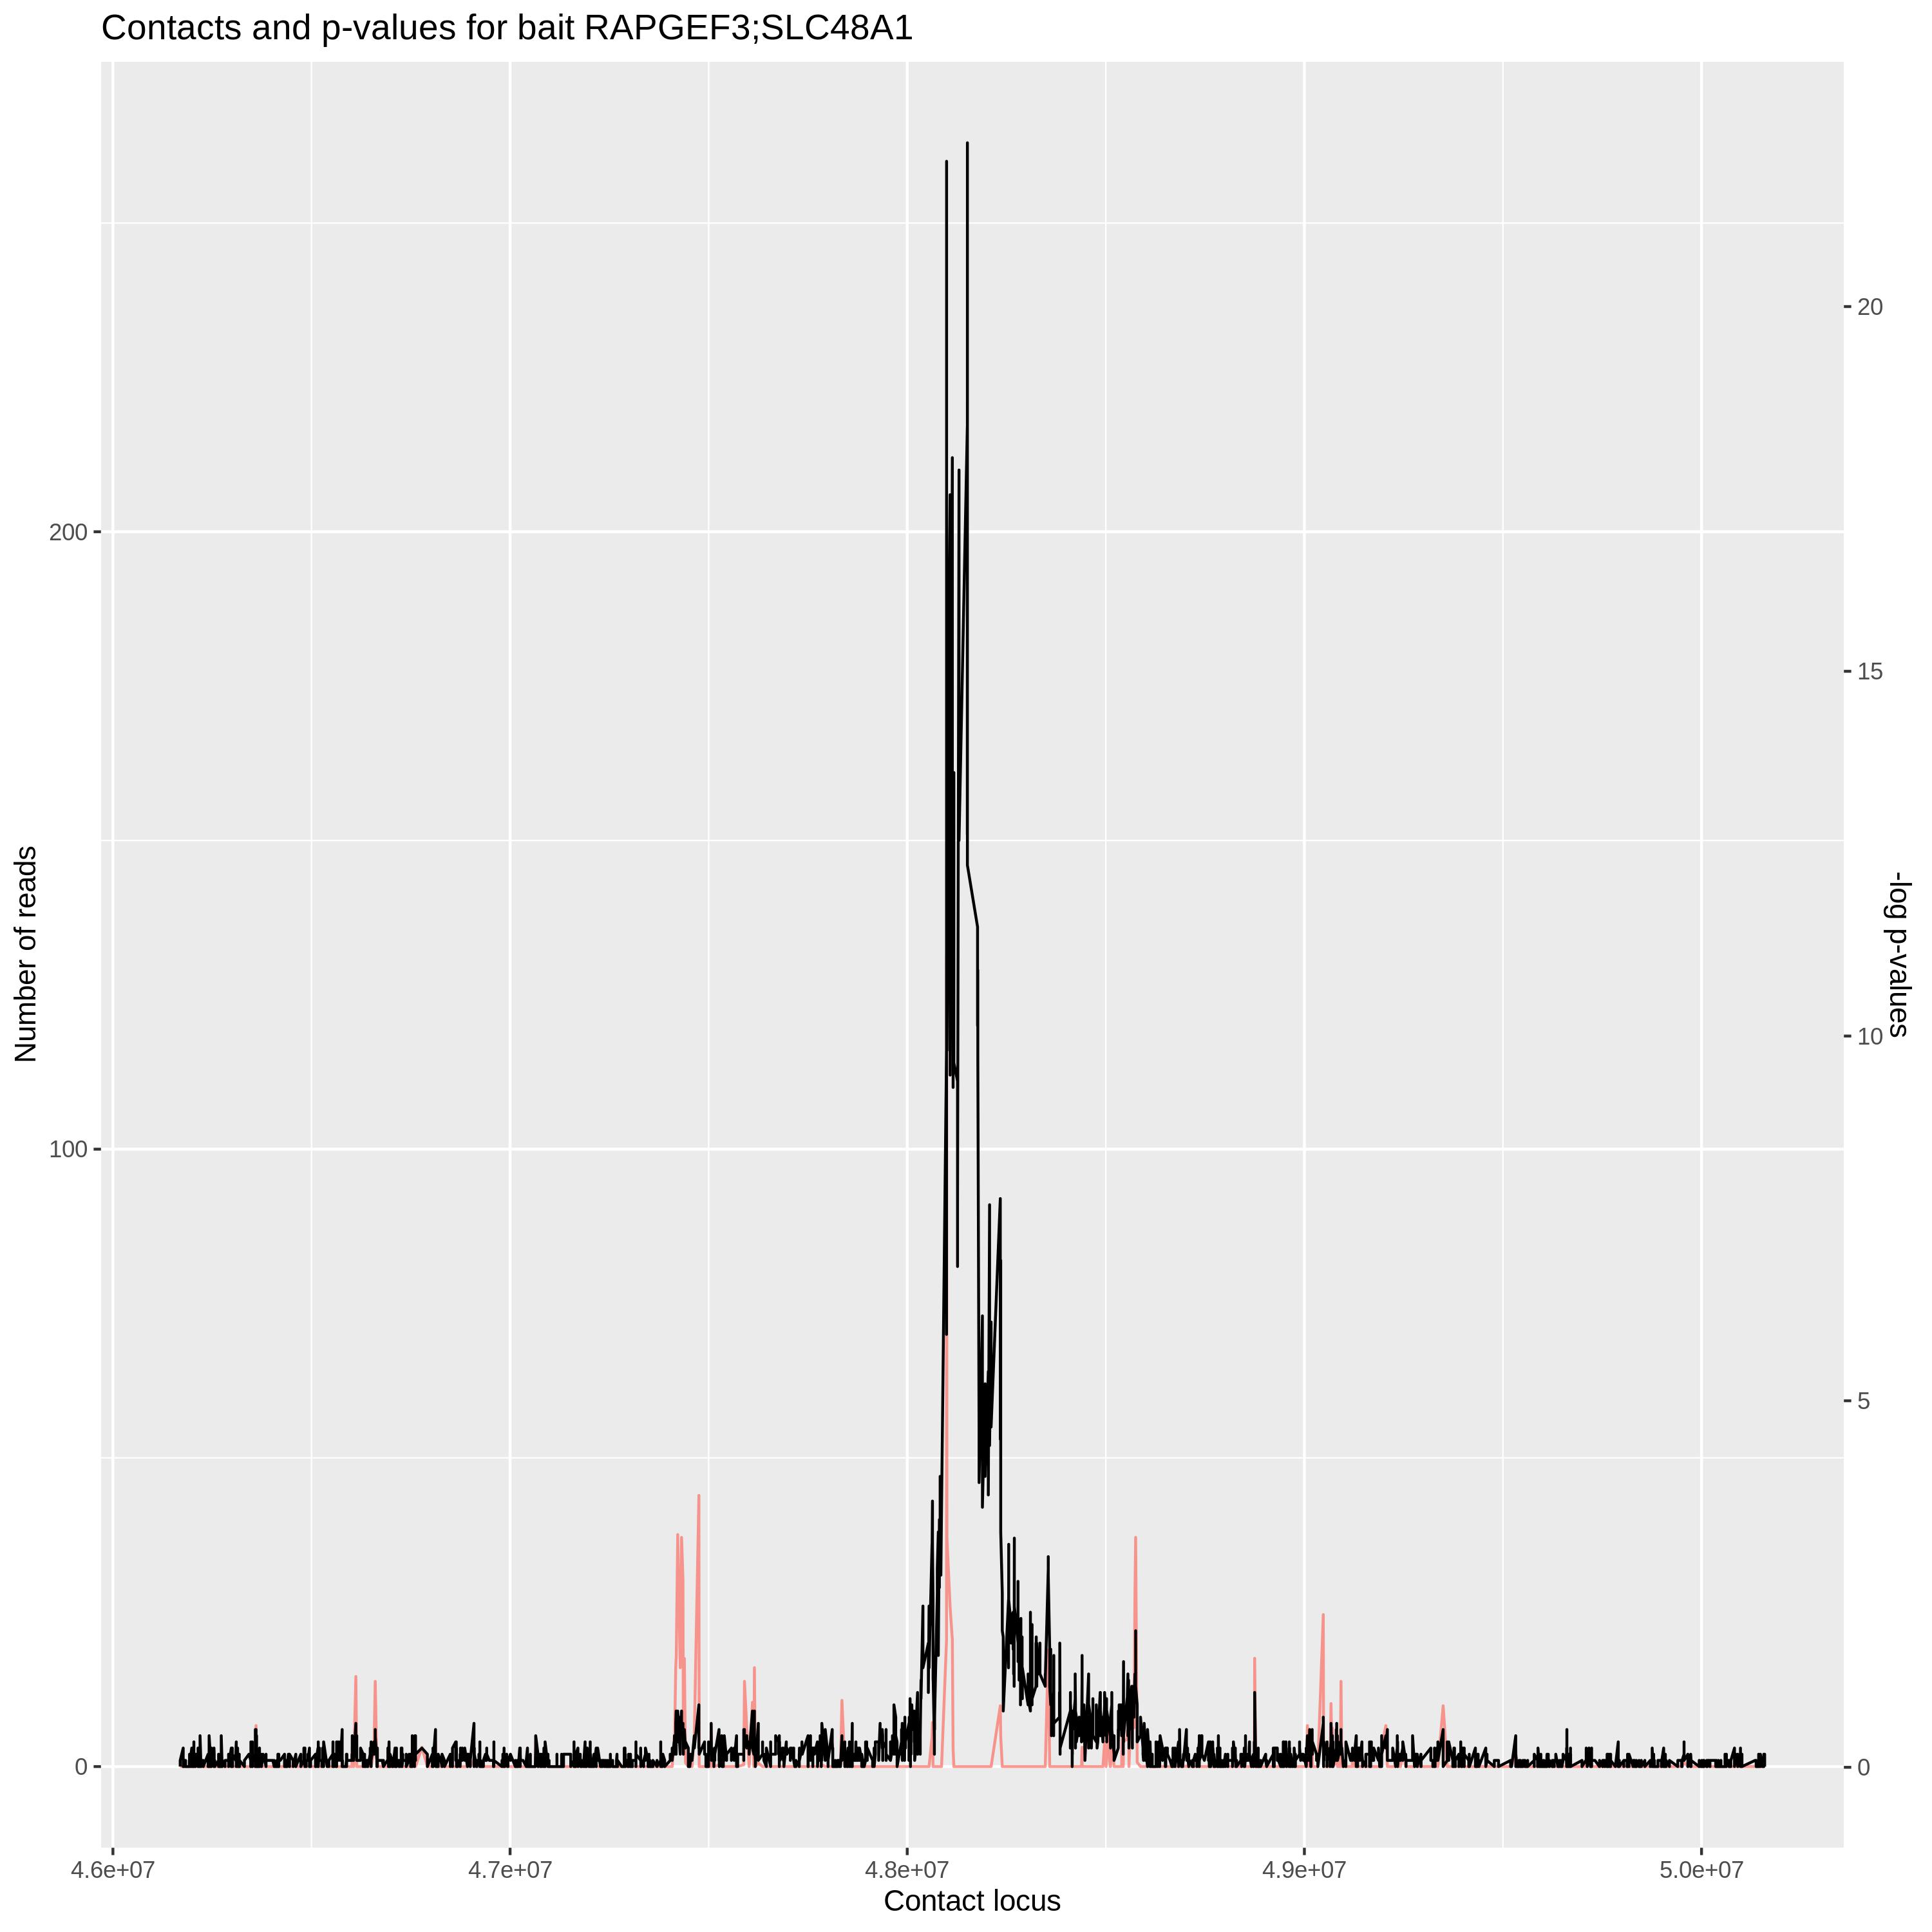 Contacts and p-values for bait RAPGEF3;SLC48A1
200
100
0
Number of reads
20
15
10
5
0
-log p-values
4.6e+07 4.7e+07 4.8e+07 4.9e+07 5.0e+07
Contact locus